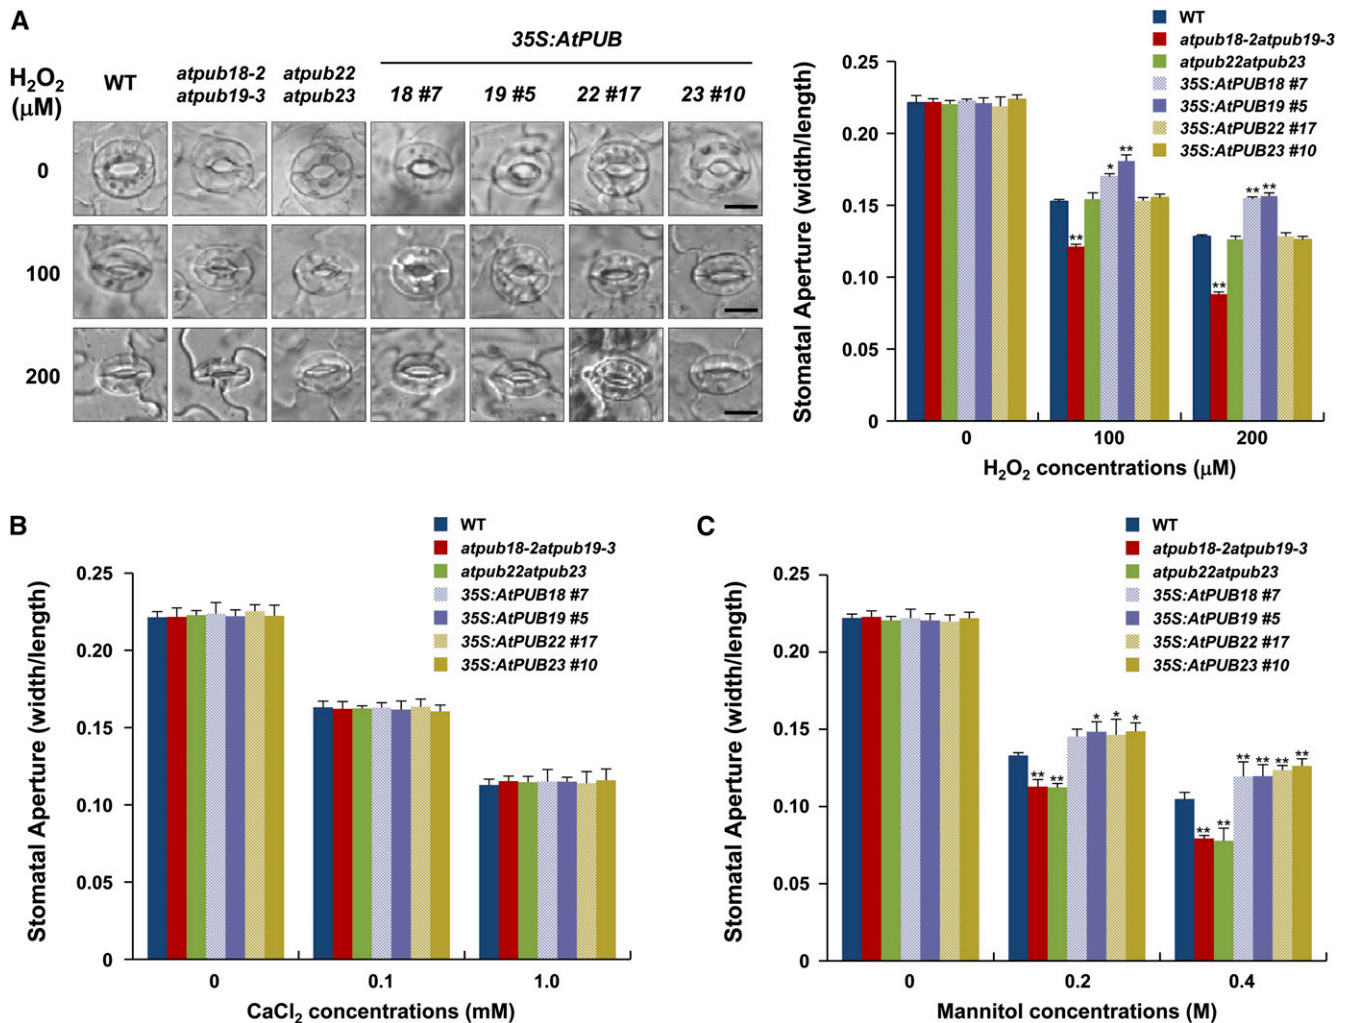 A
35S:AtPUB
H2O2
(μM)
WT
atpub18-2
atpub19-3
atpub22
atpub23
18 #7
19 #5
22 #17
23 #10
0
100
200
WT
atpub18-2atpub19-3
atpub22atpub23
35S:AtPUB18 #7
35S:AtPUB19 #5
35S:AtPUB22 #17
35S:AtPUB23 #10
Stomatal Aperture (width/length)
0.25
0.20
0.15
0.10
0.05
0
** * **
** ** **
0 100 200
H2O2 concentrations (μM)
B
WT
atpub18-2atpub19-3
atpub22atpub23
35S:AtPUB18 #7
35S:AtPUB19 #5
35S:AtPUB22 #17
35S:AtPUB23 #10
Stomatal Aperture (width/length)
0.25
0.20
0.15
0.10
0.05
0
0 0.1 1.0
CaCl2 concentrations (mM)
C
WT
atpub18-2atpub19-3
atpub22atpub23
35S:AtPUB18 #7
35S:AtPUB19 #5
35S:AtPUB22 #17
35S:AtPUB23 #10
Stomatal Aperture (width/length)
0.25
0.20
0.15
0.10
0.05
0
** ** * * *
** ** ** ** ** **
0 0.2 0.4
Mannitol concentrations (M)